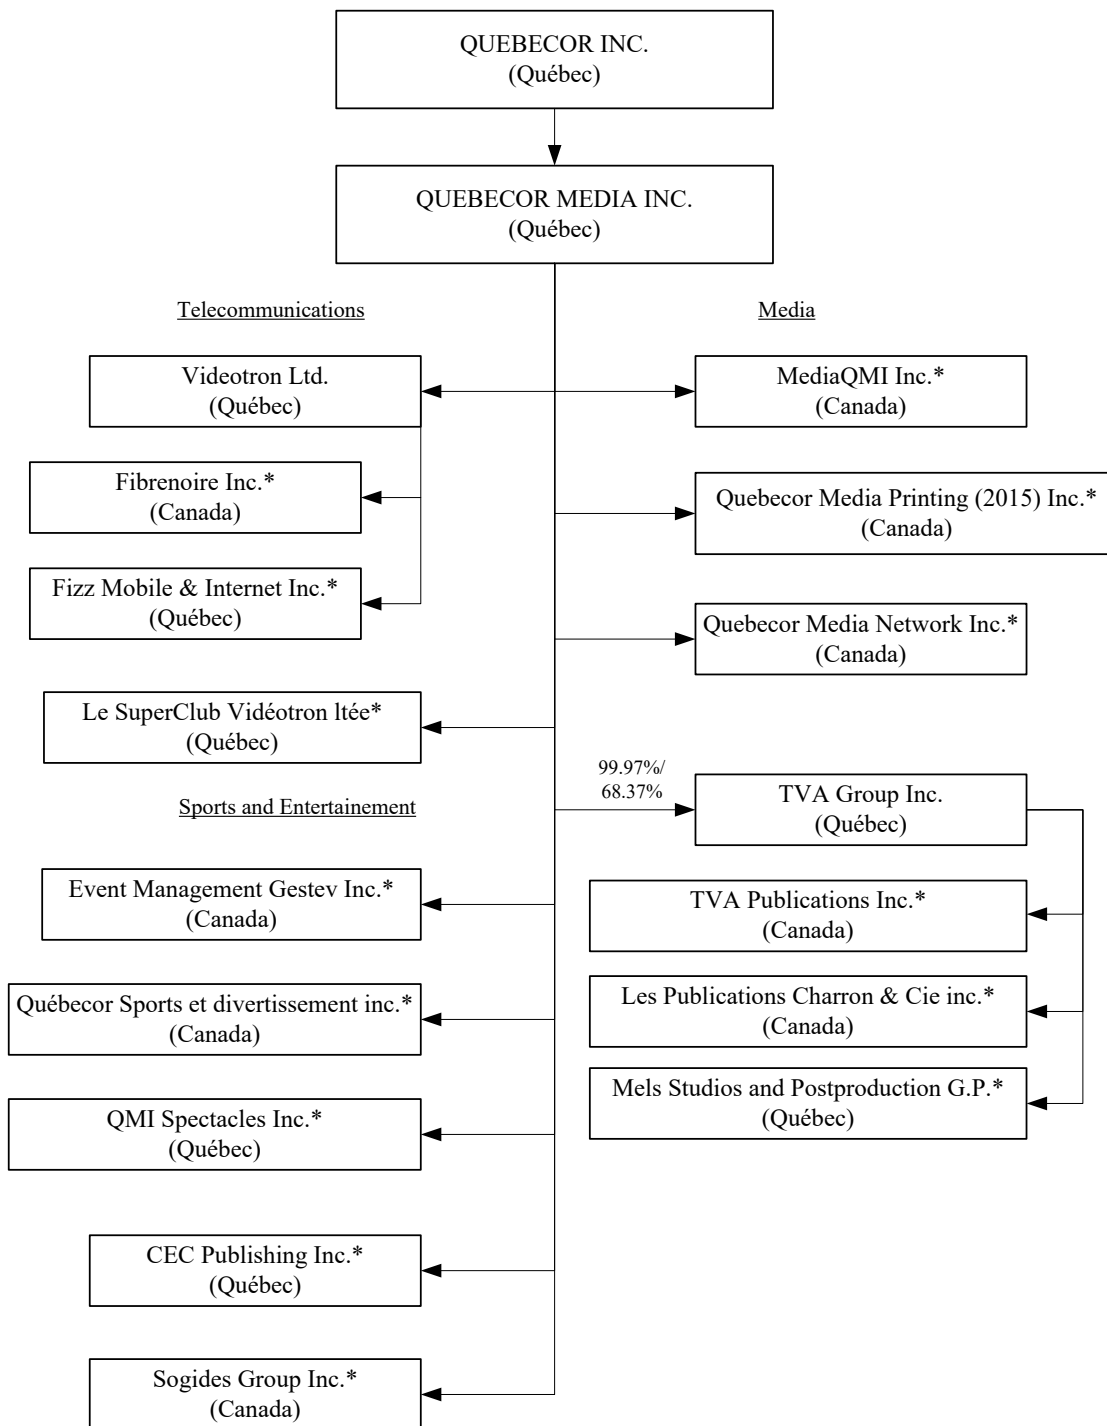 QUEBECOR INC.
(Québec)
QUEBECOR MEDIA INC.
(Québec)
Telecommunications
Media
Videotron Ltd.
(Québec)
MediaQMI Inc.*
(Canada)
Fibrenoire Inc.*
(Canada)
Quebecor Media Printing (2015) Inc.*
(Canada)
Fizz Mobile & Internet Inc.*
(Québec)
Quebecor Media Network Inc.*
(Canada)
Le SuperClub Vidéotron ltée*
(Québec)
99.97%/
68.37%
TVA Group Inc.
(Québec)
Sports and Entertainement
Event Management Gestev Inc.*
(Canada)
TVA Publications Inc.*
(Canada)
Québecor Sports et divertissement inc.*
(Canada)
Les Publications Charron & Cie inc.*
(Canada)
Mels Studios and Postproduction G.P.*
(Québec)
QMI Spectacles Inc.*
(Québec)
CEC Publishing Inc.*
(Québec)
Sogides Group Inc.*
(Canada)